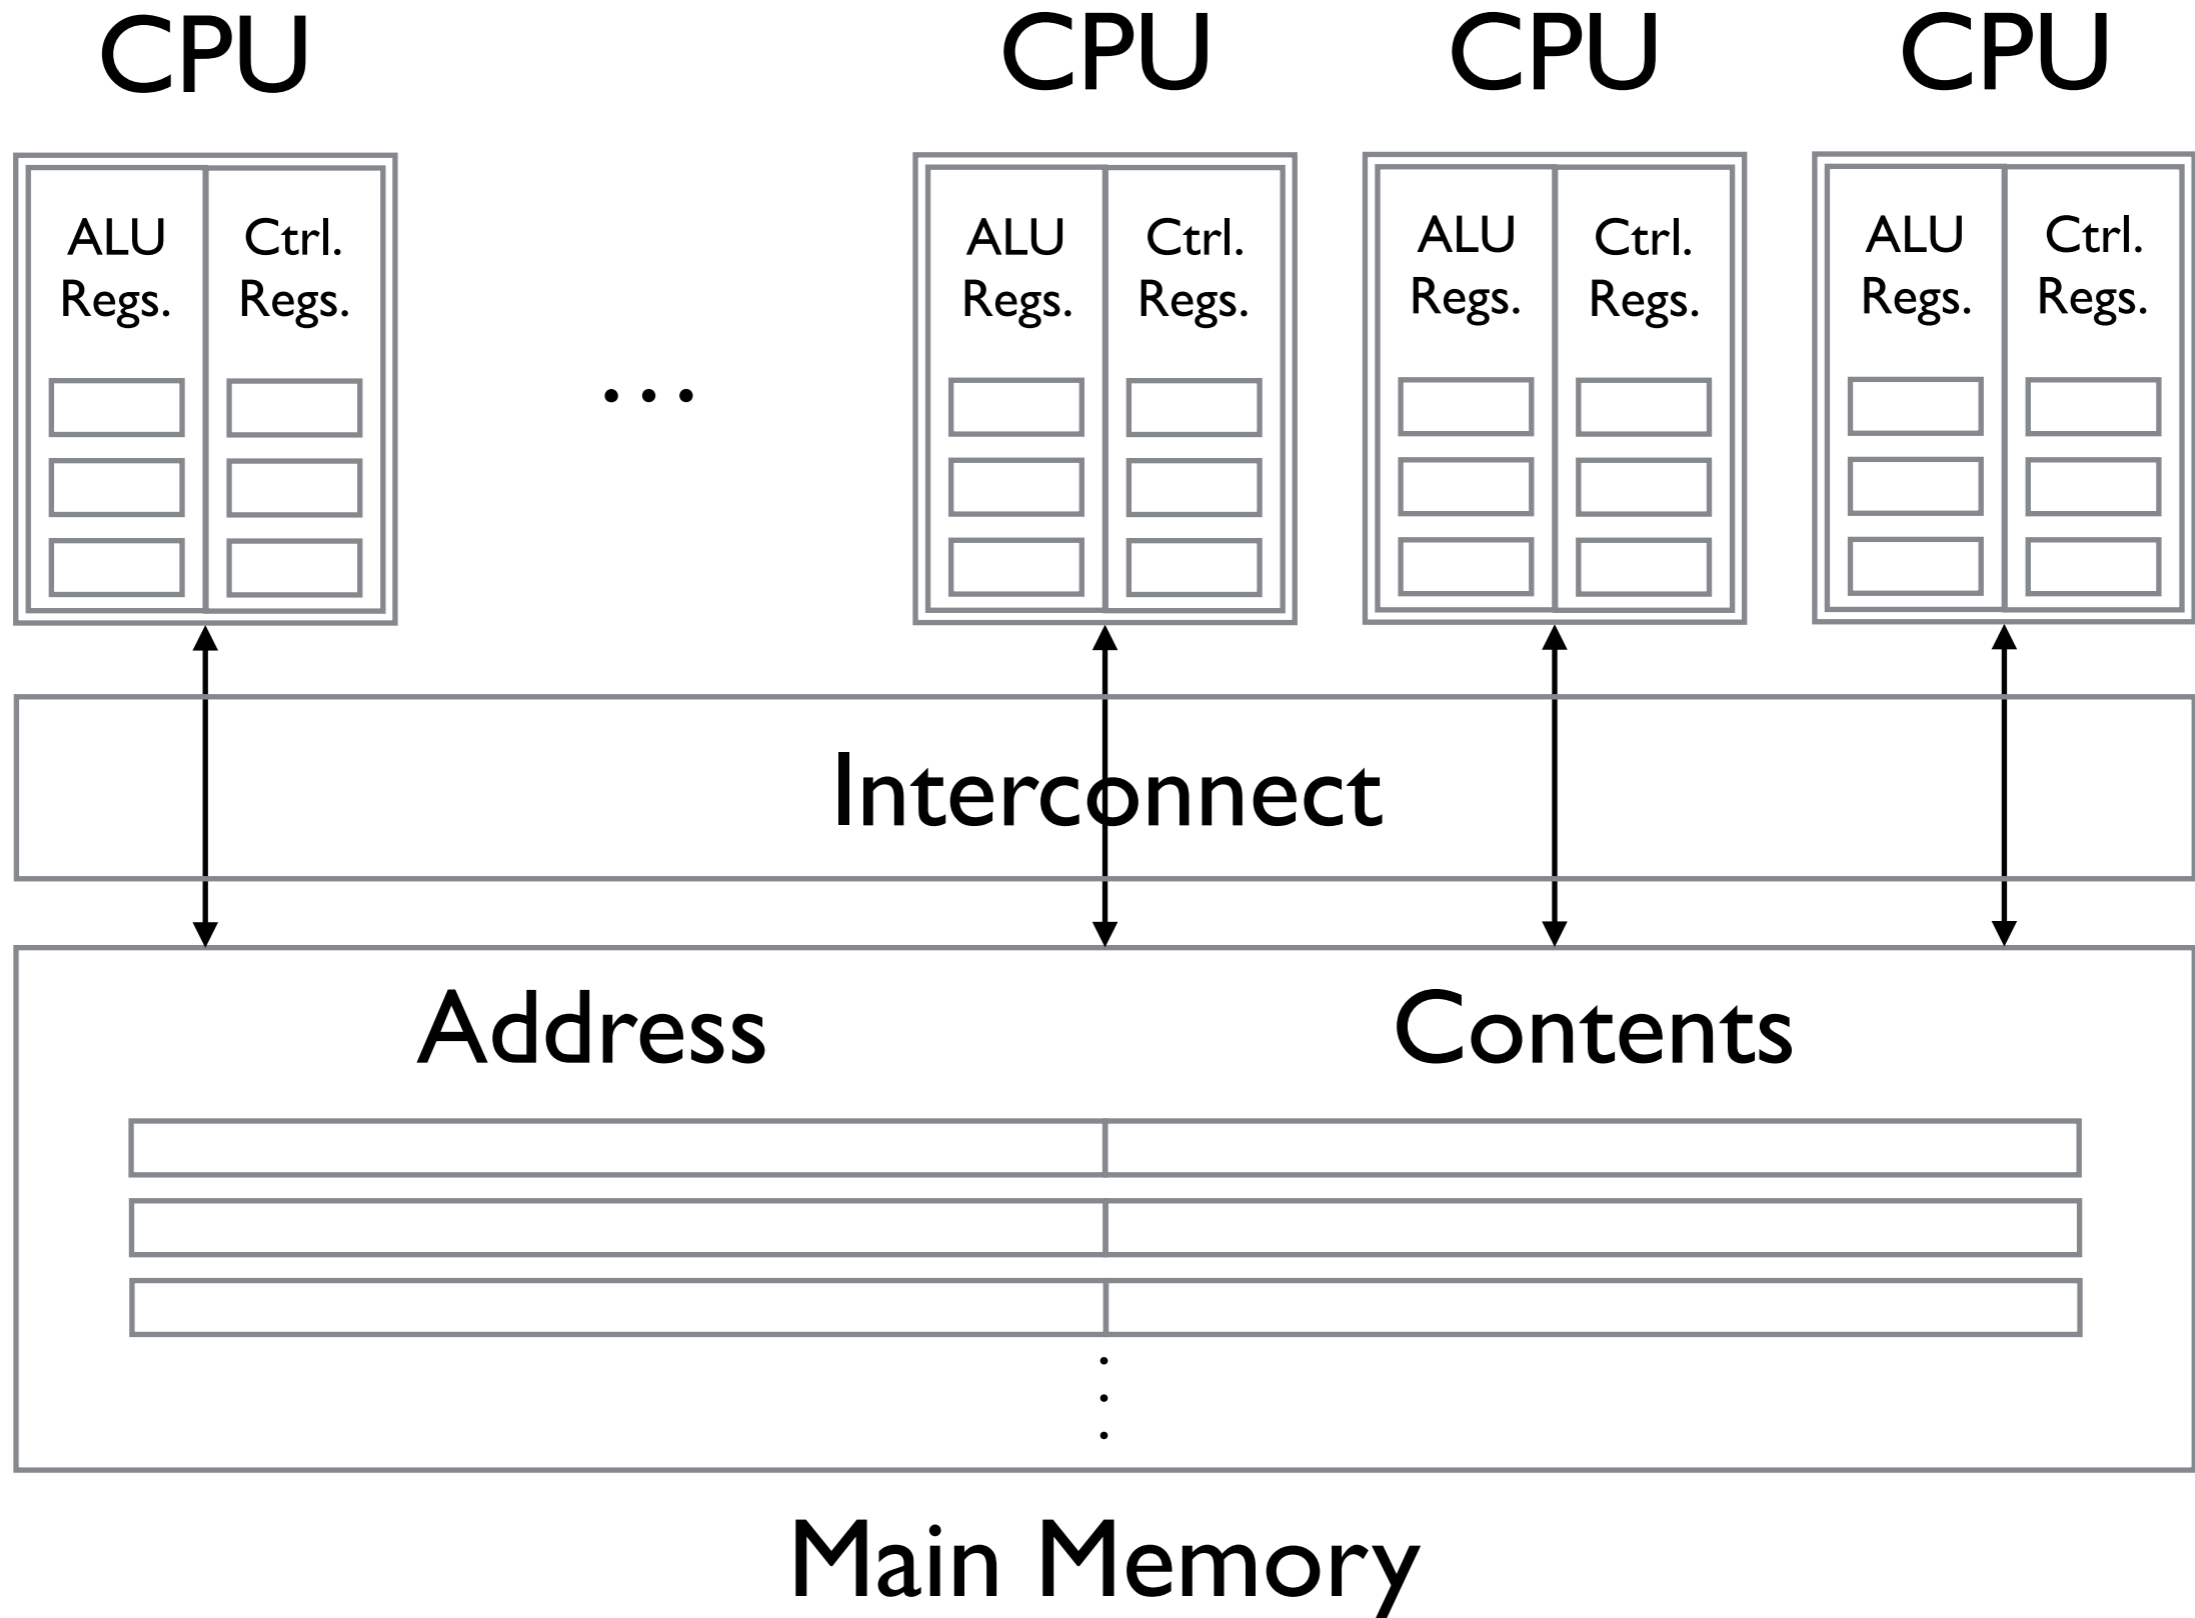 CPU CPU CPU CPU
ALU Ctrl. ALU Ctrl. ALU Ctrl. ALU Ctrl.
Regs. Regs. Regs. Regs. Regs. Regs. Regs. Regs.
...
Interconnect
Address Contents
...
Main Memory